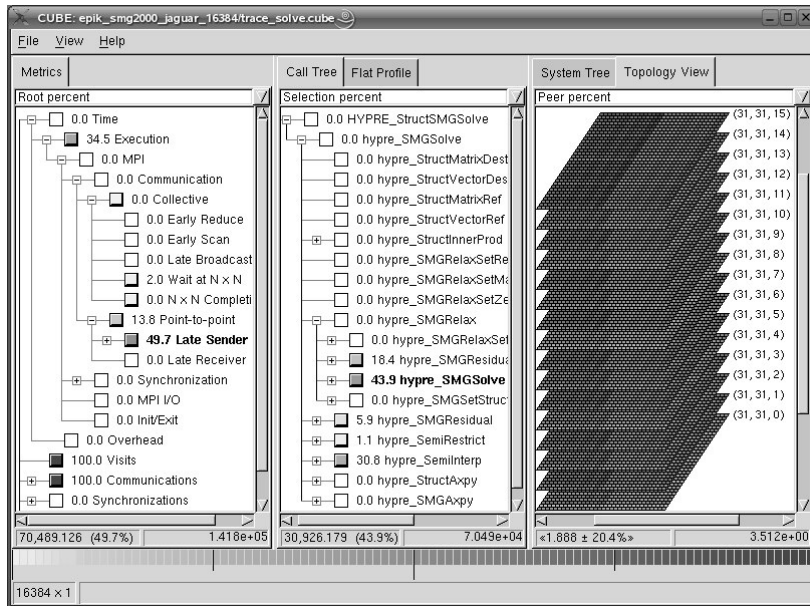 CUBE: epik_smg2000_jaguar_16384/trace_solve.cube
File View Help
Metrics
Root percent
0.0 Time
34.5 Execution
0.0 MPI
0.0 Communication
0.0 Collective
0.0 Early Reduce
0.0 Early Scan
0.0 Late Broadcast
2.0 Wait at N x N
0.0 N x N Completi
13.8 Point-to-point
49.7 Late Sender
0.0 Late Receiver
0.0 Synchronization
0.0 MPI I/O
0.0 Init/Exit
0.0 Overhead
100.0 Visits
100.0 Communications
0.0 Synchronizations
70,489.126 (49.7%) 1.418e+05
Call Tree Flat Profile
Selection percent
0.0 HYPRE_StructSMGSolve
0.0 hypre_SMGSolve
0.0 hypre_StructMatrixDest
0.0 hypre_StructVectorDes
0.0 hypre_StructMatrixRef
0.0 hypre_StructVectorRef
0.0 hypre_StructInnerProd
0.0 hypre_SMGRelaxSetRe
0.0 hypre_SMGRelaxSetMa
0.0 hypre_SMGRelaxSetZe
0.0 hypre_SMGRelax
0.0 hypre_SMGRelaxSet
18.4 hypre_SMGResidua
43.9 hypre_SMGSolve
0.0 hypre_SMGSetStruc
5.9 hypre_SMGResidual
1.1 hypre_SemiRestrict
30.8 hypre_SemiInterp
0.0 hypre_StructAxpy
0.0 hypre_SMGAxpy
30,926.179 (43.9%) 7.049e+04
System Tree Topology View
Peer percent
(31, 31, 15)
(31, 31, 14)
(31, 31, 13)
(31, 31, 12)
(31, 31, 11)
(31, 31, 10)
(31, 31, 9)
(31, 31, 8)
(31, 31, 7)
(31, 31, 6)
(31, 31, 5)
(31, 31, 4)
(31, 31, 3)
(31, 31, 2)
(31, 31, 1)
(31, 31, 0)
«1.888 ± 20.4%» 3.512e+00
16384 x 1